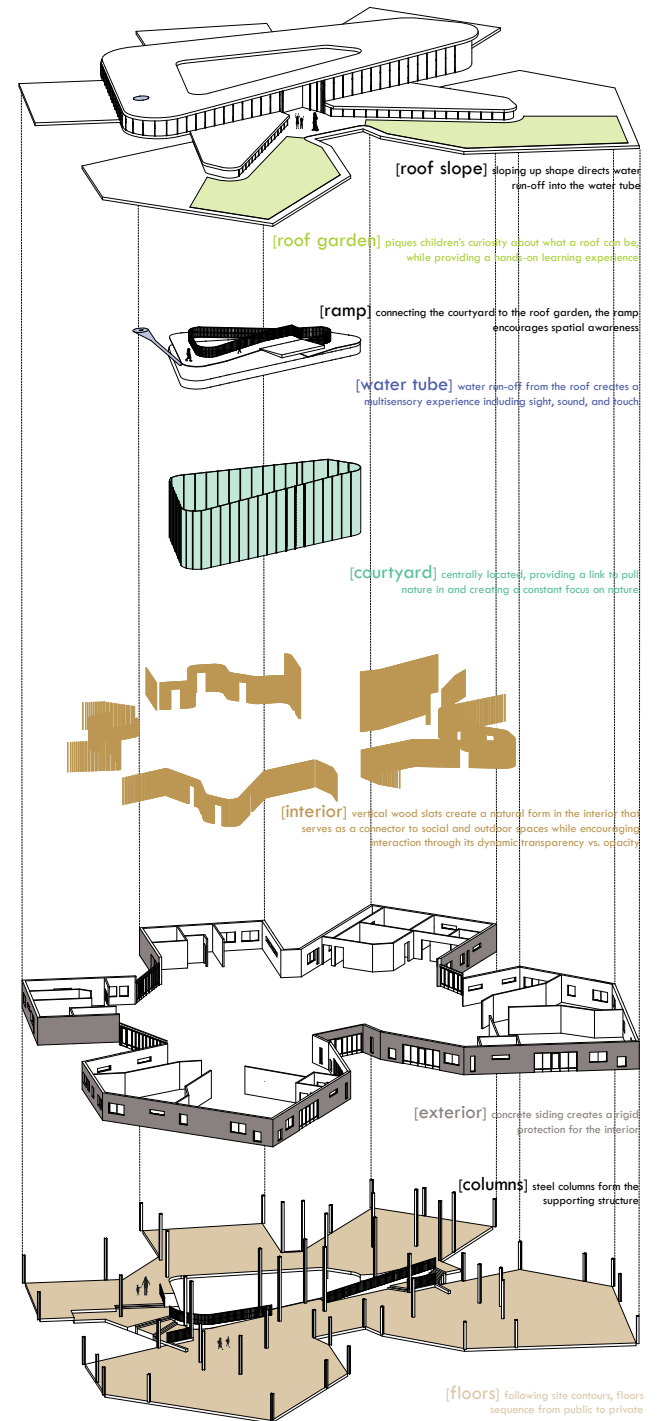 [roof slope] sloping up shape directs water
run-off into the water tube
[roof garden] piques children's curiosity about what a roof can be,
while providing a hands-on learning experience
[ramp] connecting the courtyard to the roof garden, the ramp
encourages spatial awareness
[water tube] water run-off from the roof creates a
multisensory experience including sight, sound, and touch
[courtyard] centrally located, providing a link to pull
nature in and creating a constant focus on nature
[interior] vertical wood slats create a natural form in the interior that
serves as a connector to social and outdoor spaces while encouraging
interaction through its dynamic transparency vs. opacity
[exterior] concrete siding creates a rigid
protection for the interior
[columns] steel columns form the
supporting structure
[floors] following site contours, floors
sequence from public to private